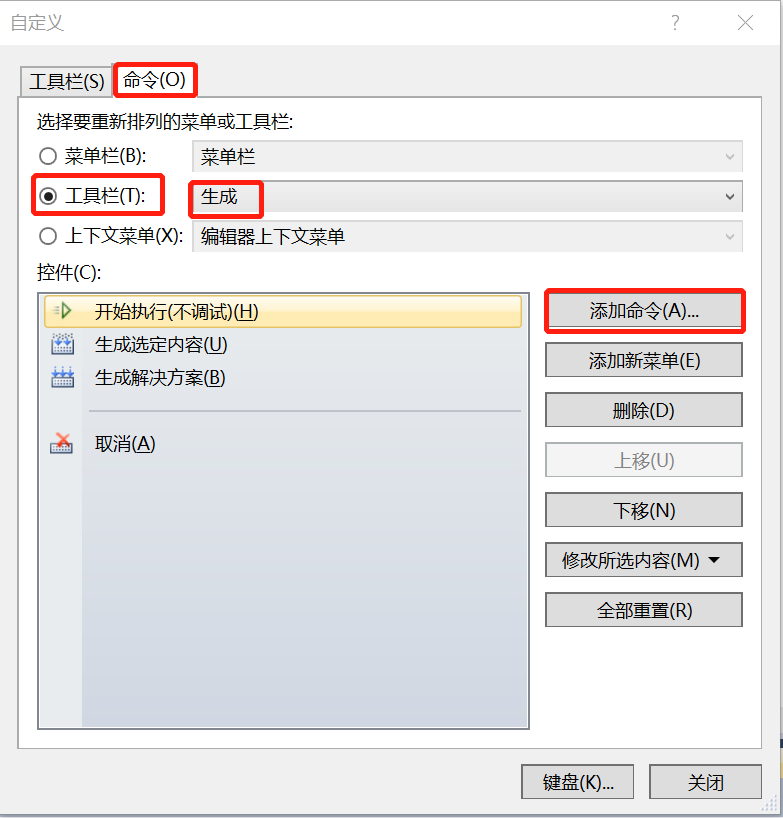 自定义
工具栏(S) 命令(O)
选择要重新排列的菜单或工具栏:
菜单栏(B): 菜单栏
工具栏(T): 生成
上下文菜单(X): 编辑器上下文菜单
控件(C):
开始执行(不调试)(H)
生成选定内容(U)
生成解决方案(B)
取消(A)
添加命令(A)...
添加新菜单(E)
删除(D)
上移(U)
下移(N)
修改所选内容(M)
全部重置(R)
键盘(K)... 关闭